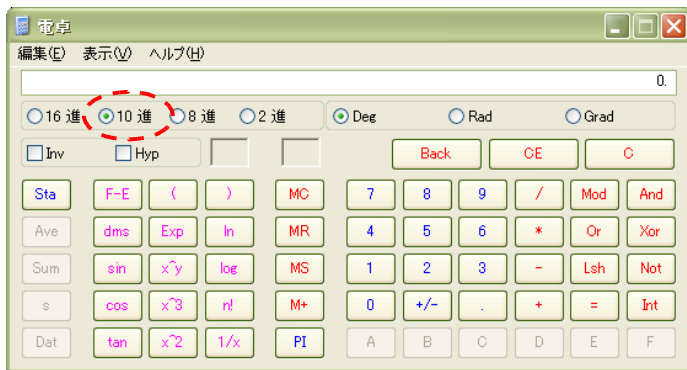 電卓
編集(E) 表示(V) ヘルプ(H)
0.
16 進 10 進 8 進 2 進 Deg Rad Grad
Inv Hyp Back CE C
Sta F-E ( ) MC 7 8 9 / Mod And
Ave dms Exp ln MR 4 5 6 * Or Xor
Sum sin x^y log MS 1 2 3 - Lsh Not
s cos x^3 n! M+ 0 +/- . + = Int
Dat tan x^2 1/x PI A B C D E F